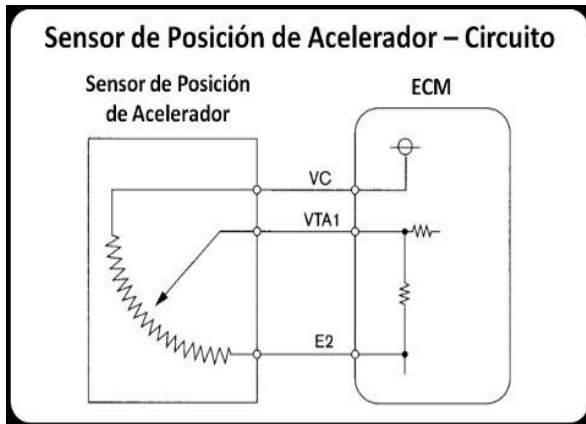 Sensor de Posición de Acelerador – Circuito
Sensor de Posición
de Acelerador
ECM
VC
VTA1
E2